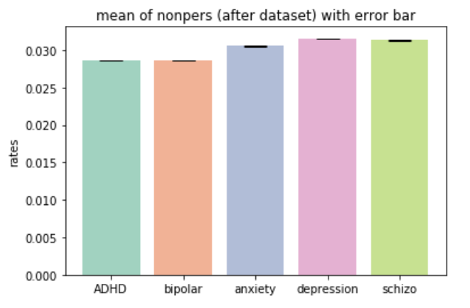 mean of nonpers (after dataset) with error bar
0.030
0.025
0.020
0.015
0.010
0.005
0.000
rates
ADHD bipolar anxiety depression schizo